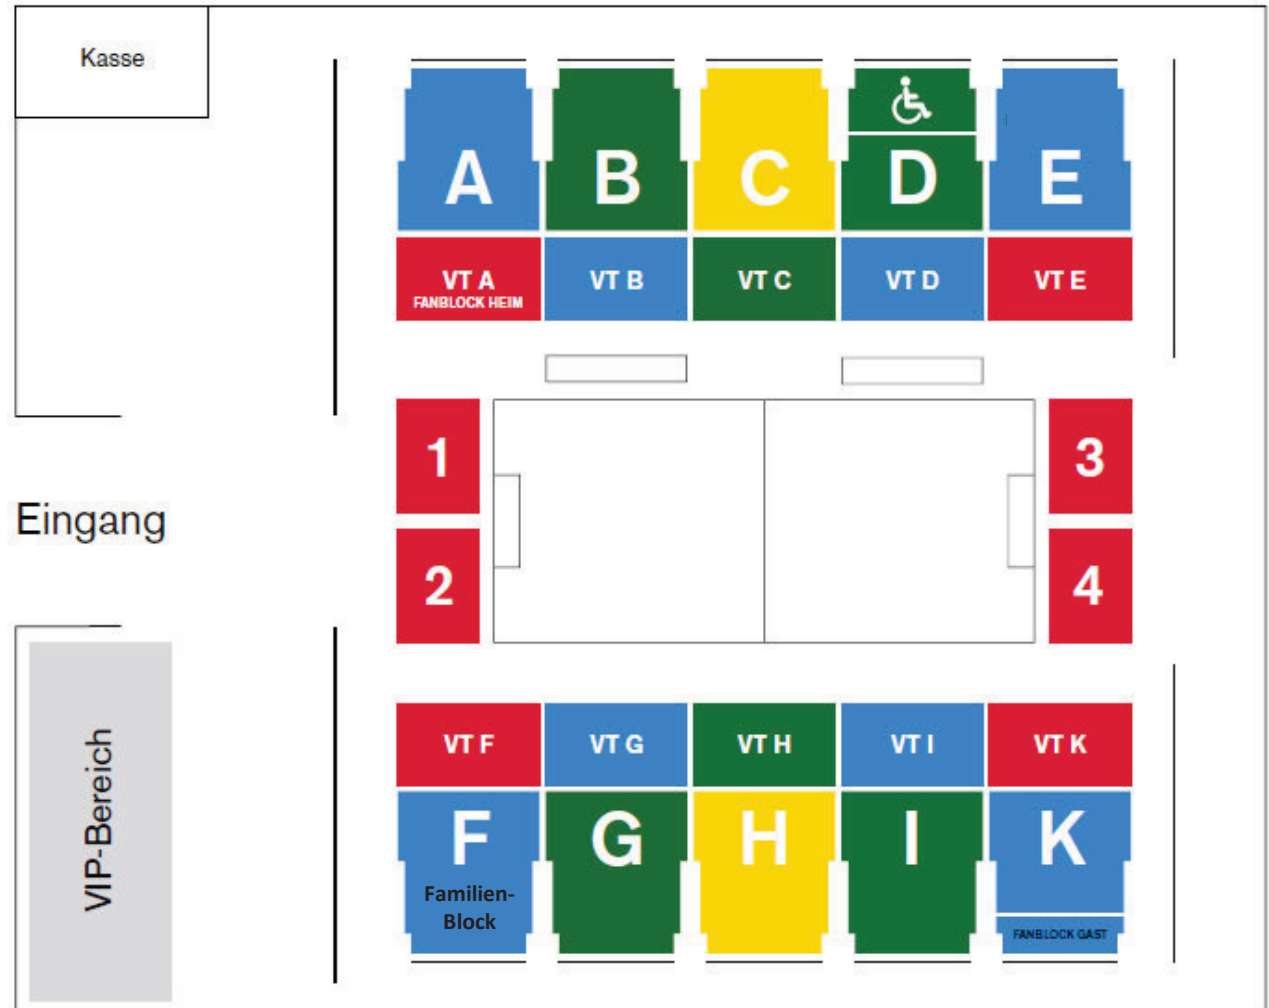 Kasse
A
B
C
D
E
VT A
FANBLOCK HEIM
VT B
VT C
VT D
VT E
1
3
Eingang
2
4
VIP-Bereich
VT F
VT G
VT H
VT I
VT K
F
Familien-
Block
G
H
I
K
FANBLOCK GAST